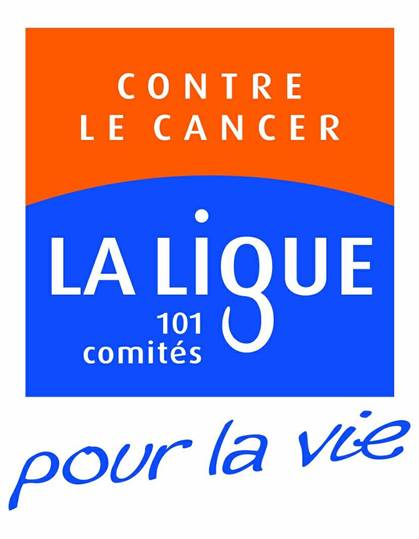 CONTRE
LE CANCER
LA LiGUE
101
comités
pour la vie